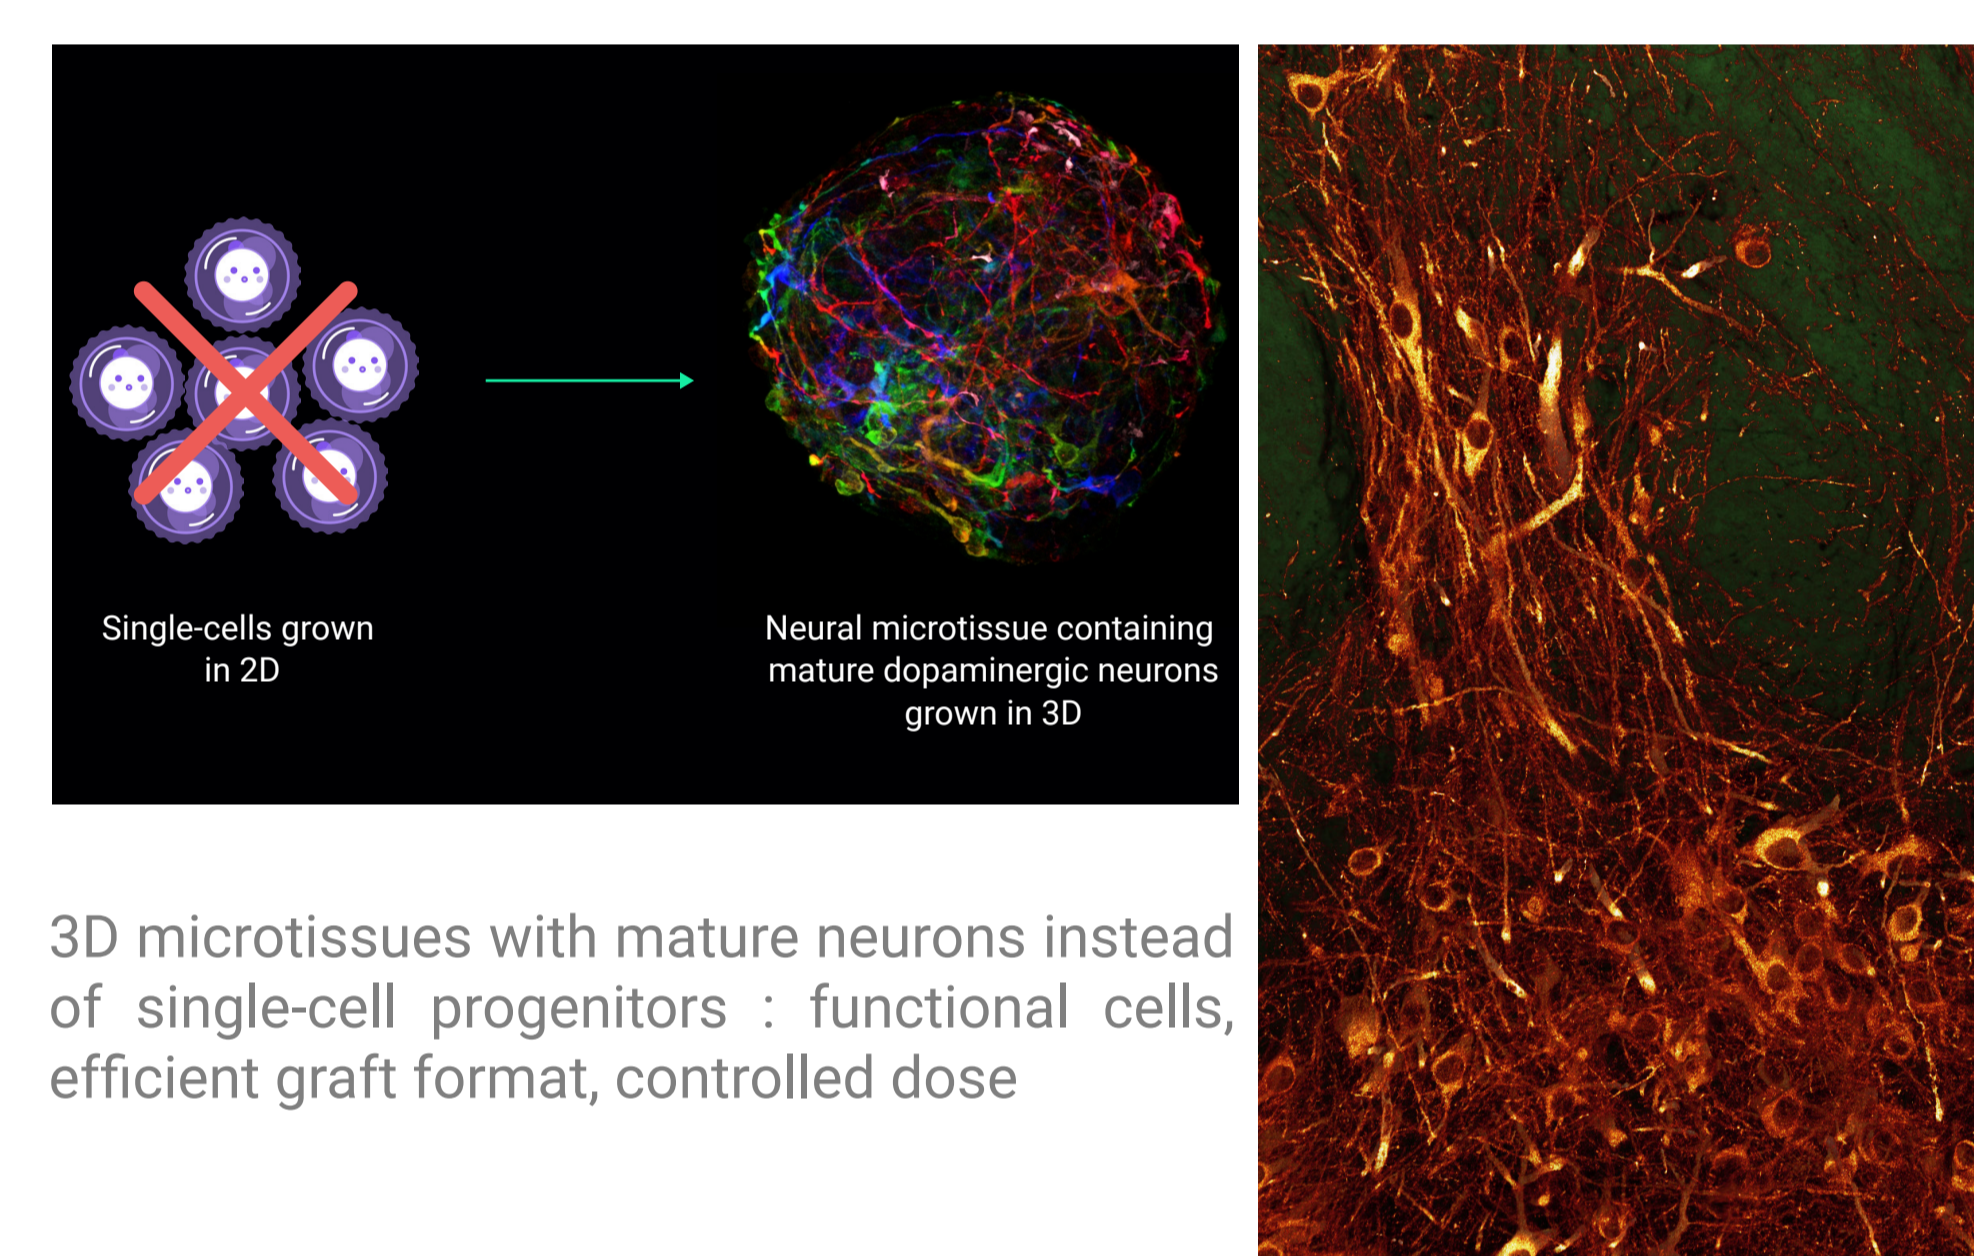 Single-cells grown
in 2D
Neural microtissue containing
mature dopaminergic neurons
grown in 3D
3D microtissues with mature neurons instead
of single-cell progenitors : functional cells,
efficient graft format, controlled dose